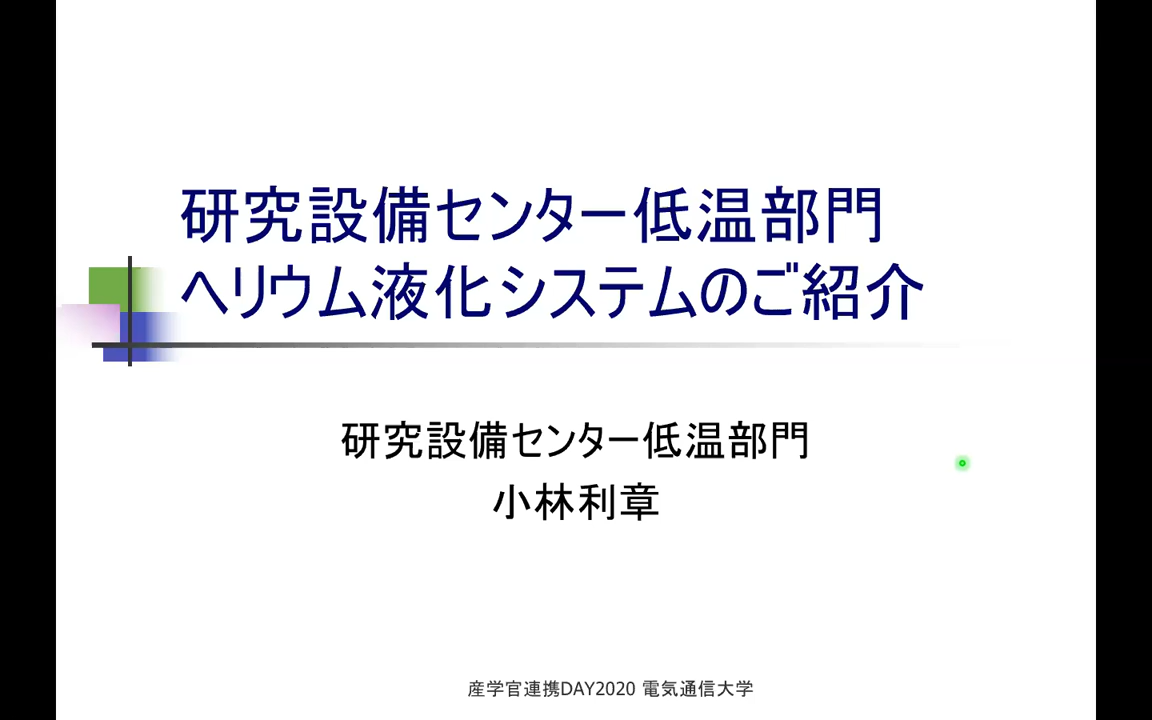 研究設備センター低温部門
ヘリウム液化システムのご紹介
研究設備センター低温部門
小林利章
産学官連携DAY2020 電気通信大学